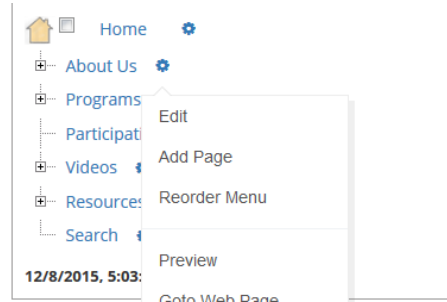 Home
About Us
Programs
Edit
Participati
Add Page
Videos
Reorder Menu
Resources
Search
Preview
12/8/2015, 5:03:
Goto Web Page